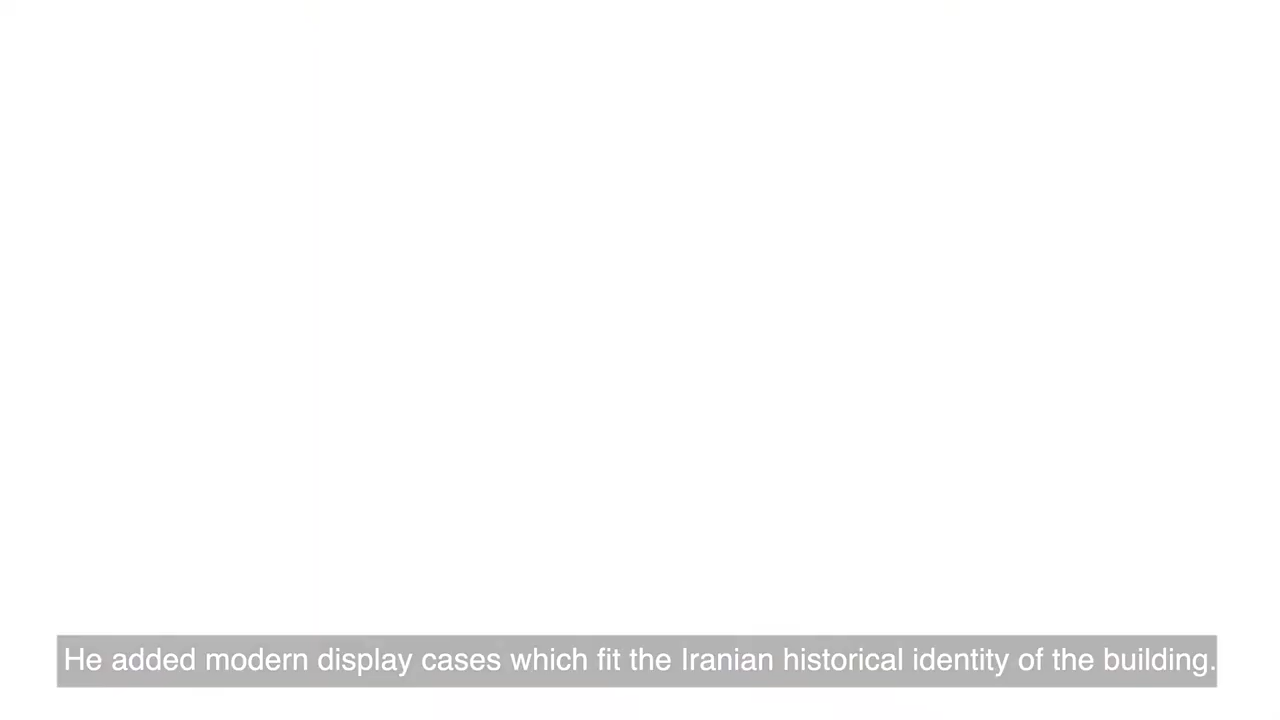 He added modern display cases which fit the Iranian historical identity of the building.